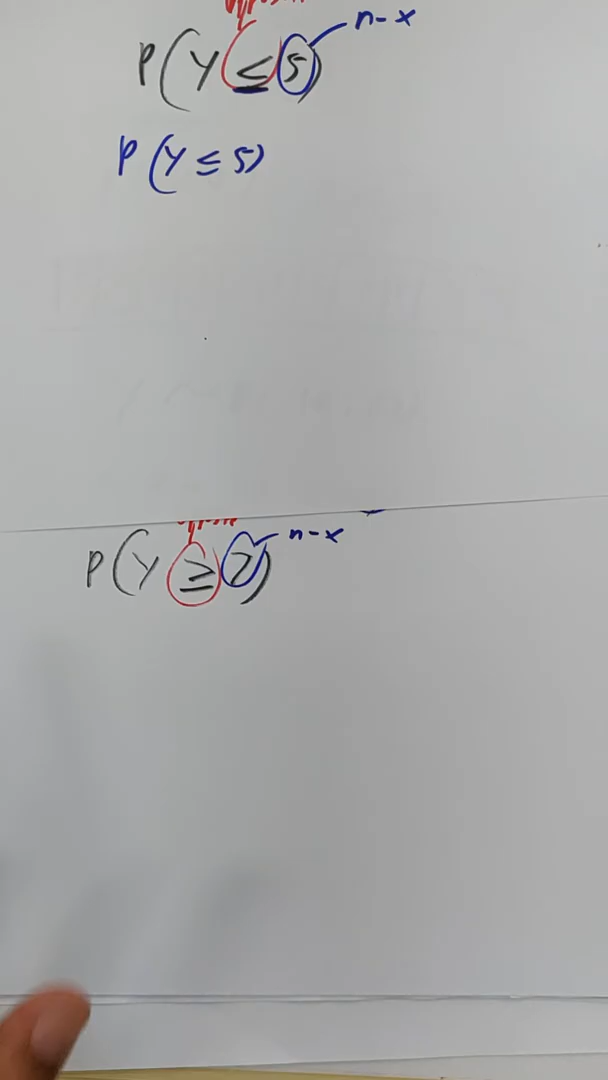 n-x
P(Y ≤ 5)
P(Y ≤ 5)
n-x
P(Y ≥ 7)